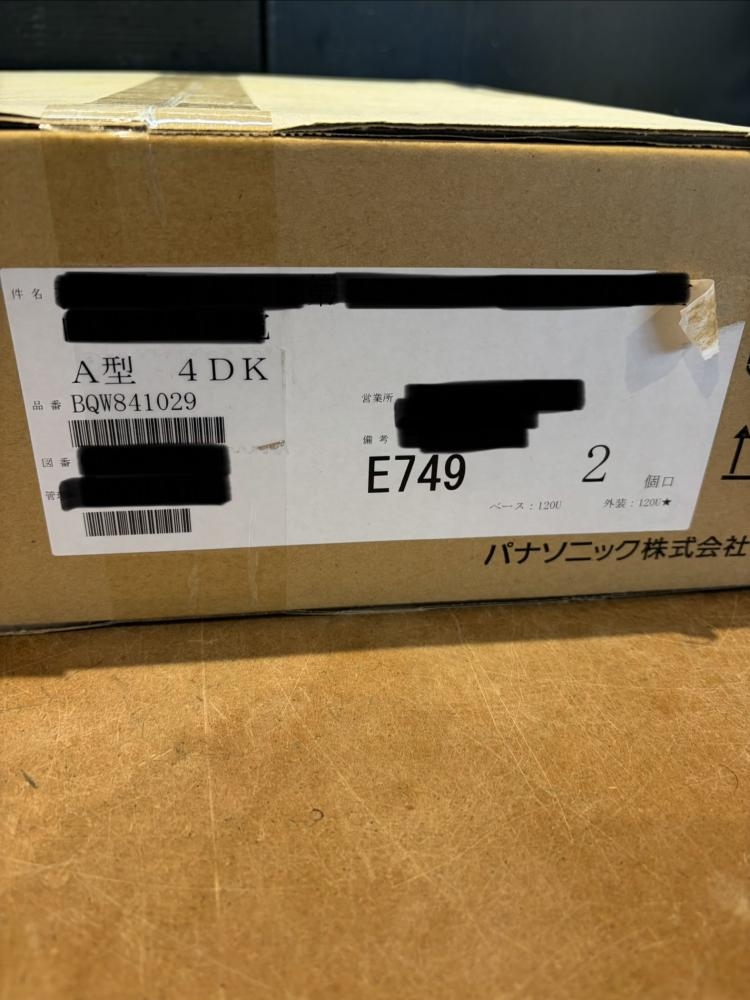 件名
A型 4DK
品番 BQW841029
営業所
図番
備考
E749
2 個口
管
ベース:120U 外装:120U★
パナソニック株式会社